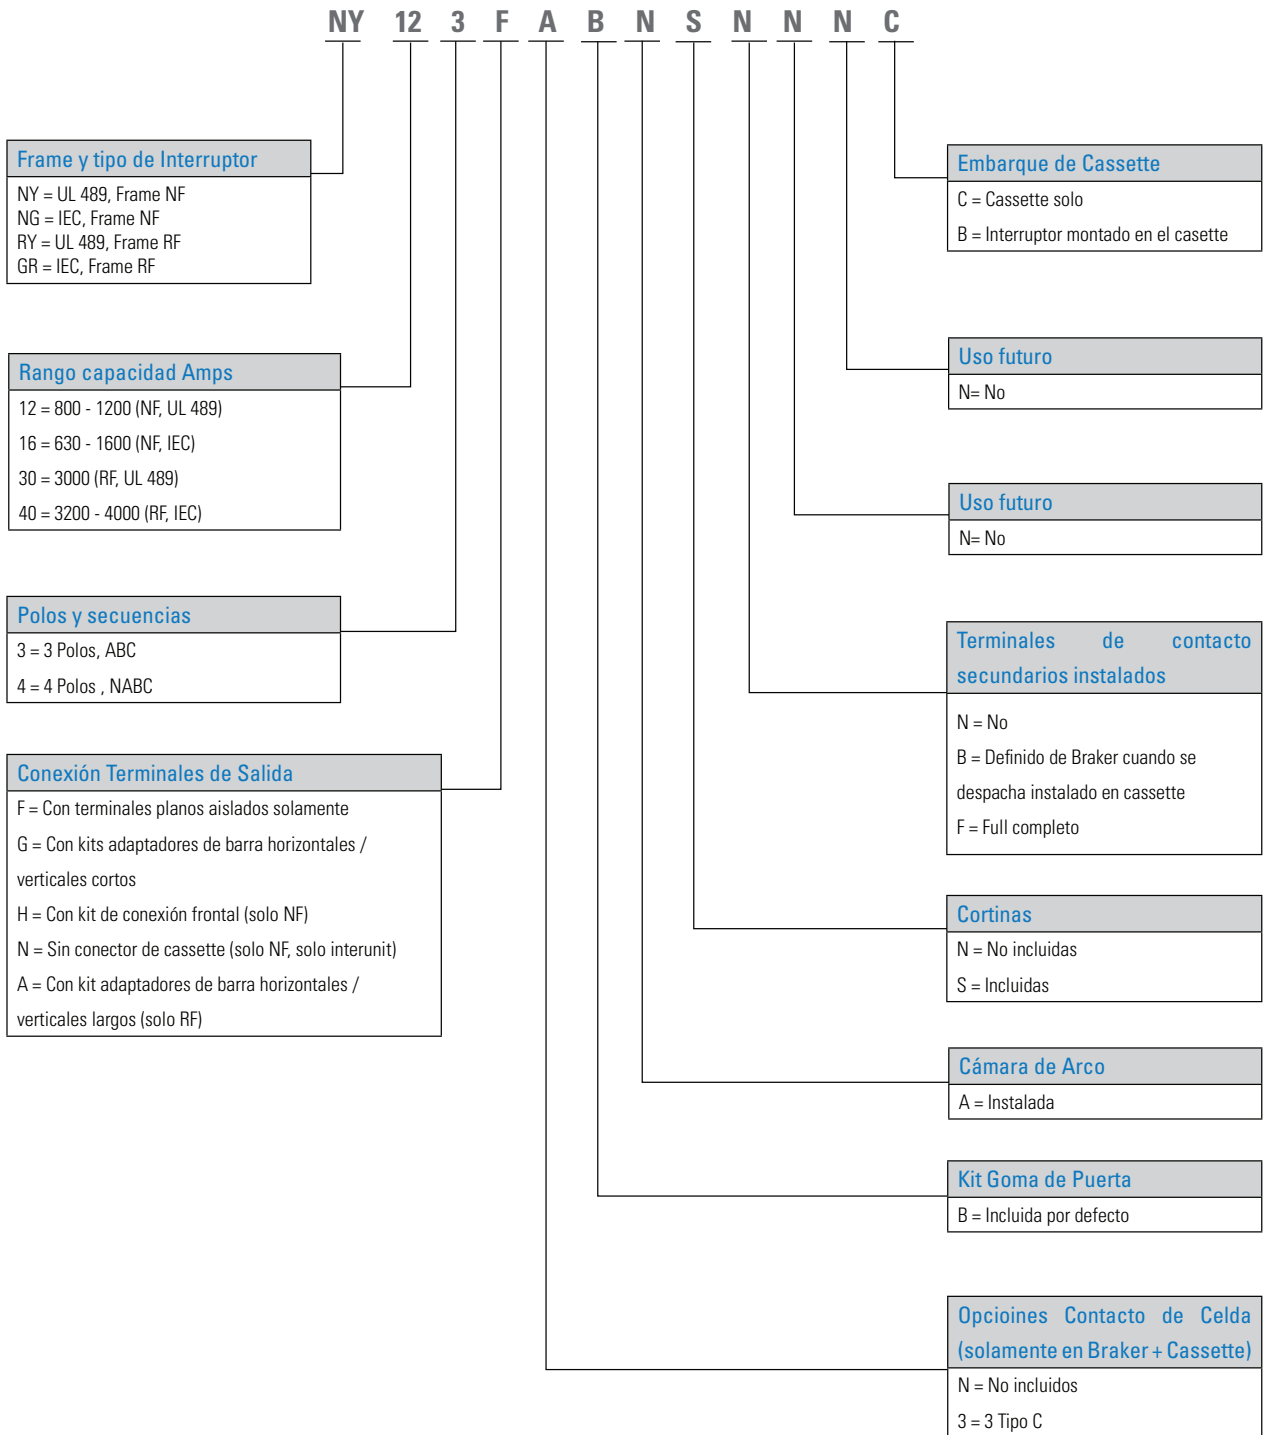 NY 12 3 F A B N S N N N C
Frame y tipo de Interruptor
NY = UL 489, Frame NF
NG = IEC, Frame NF
RY = UL 489, Frame RF
GR = IEC, Frame RF
Rango capacidad Amps
12 = 800 - 1200 (NF, UL 489)
16 = 630 - 1600 (NF, IEC)
30 = 3000 (RF, UL 489)
40 = 3200 - 4000 (RF, IEC)
Polos y secuencias
3 = 3 Polos, ABC
4 = 4 Polos , NABC
Conexión Terminales de Salida
F = Con terminales planos aislados solamente
G = Con kits adaptadores de barra horizontales /
verticales cortos
H = Con kit de conexión frontal (solo NF)
N = Sin conector de cassette (solo NF, solo interunit)
A = Con kit adaptadores de barra horizontales /
verticales largos (solo RF)
Embarque de Cassette
C = Cassette solo
B = Interruptor montado en el casette
Uso futuro
N= No
Uso futuro
N= No
Terminales de contacto
secundarios instalados
N = No
B = Definido de Braker cuando se
despacha instalado en cassette
F = Full completo
Cortinas
N = No incluidas
S = Incluidas
Cámara de Arco
A = Instalada
Kit Goma de Puerta
B = Incluida por defecto
Opcioines Contacto de Celda
(solamente en Braker + Cassette)
N = No incluidos
3 = 3 Tipo C